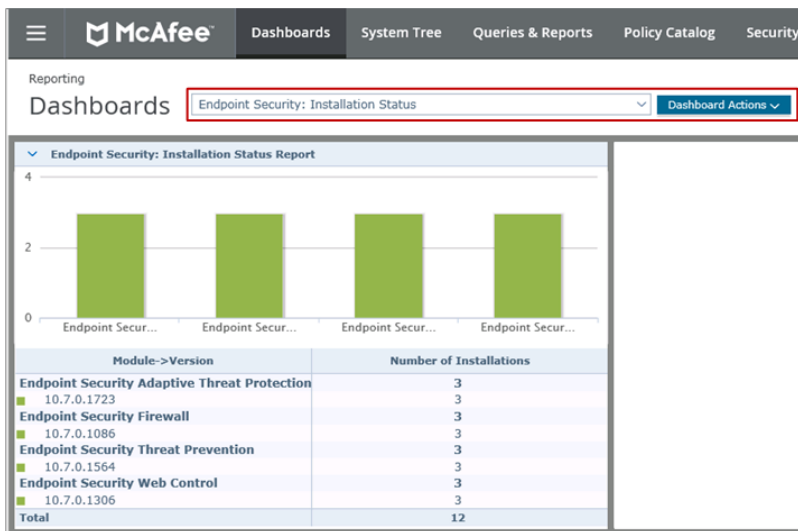 McAfee™ Dashboards System Tree Queries & Reports Policy Catalog Security
Reporting
Dashboards Endpoint Security: Installation Status Dashboard Actions
Endpoint Security: Installation Status Report
4
2
0
Endpoint Secur... Endpoint Secur... Endpoint Secur... Endpoint Secur...
Module->Version Number of Installations
Endpoint Security Adaptive Threat Protection 3
10.7.0.1723 3
Endpoint Security Firewall 3
10.7.0.1086 3
Endpoint Security Threat Prevention 3
10.7.0.1564 3
Endpoint Security Web Control 3
10.7.0.1306 3
Total 12